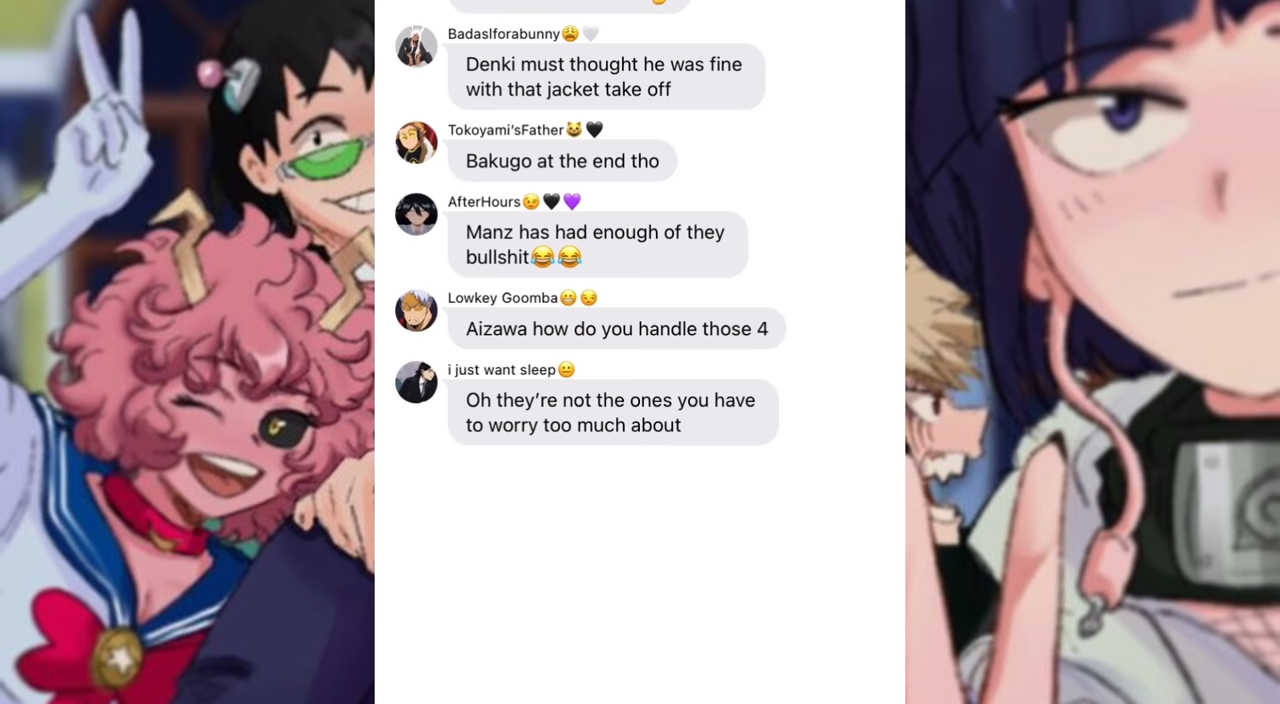 Badaslforabunny😩🤍
Denki must thought he was fine
with that jacket take off
Tokoyami’sFather😺🖤
Bakugo at the end tho
AfterHours😉🖤💜
Manz has had enough of they
bullshit😂😂
Lowkey Goomba😬😒
Aizawa how do you handle those 4
i just want sleep😐
Oh they’re not the ones you have
to worry too much about